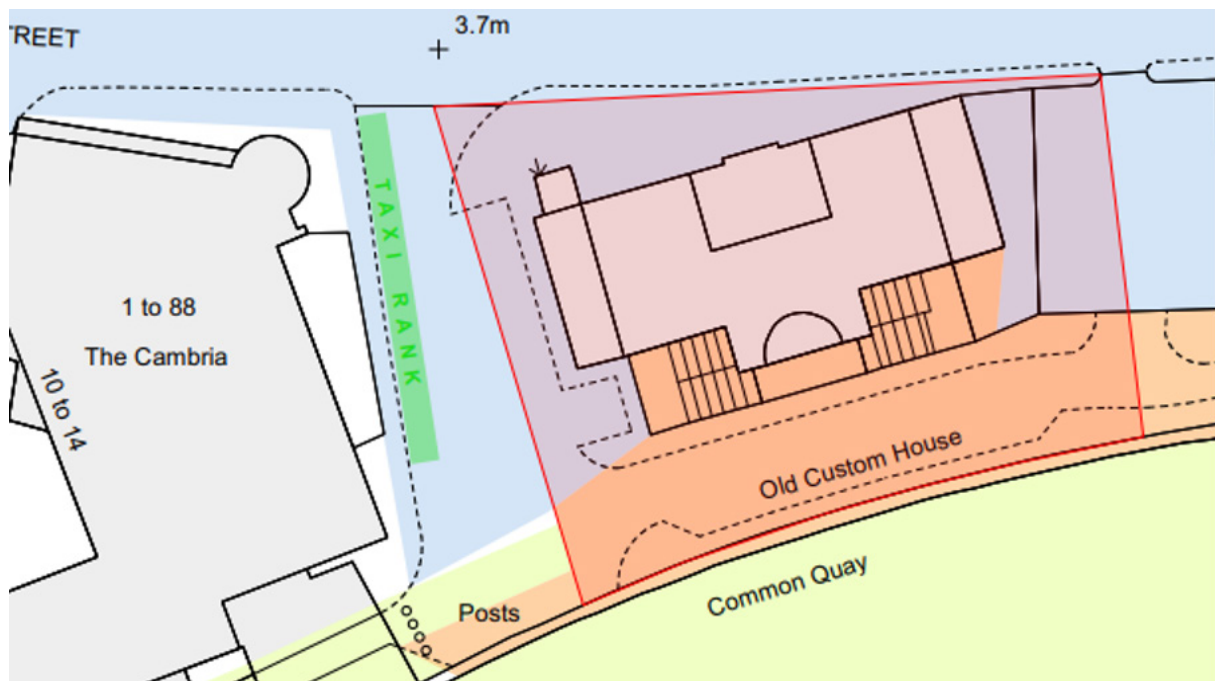 TREET
3.7m
TAXI RANK
1 to 88
The Cambria
10 to 14
Old Custom House
Common Quay
Posts